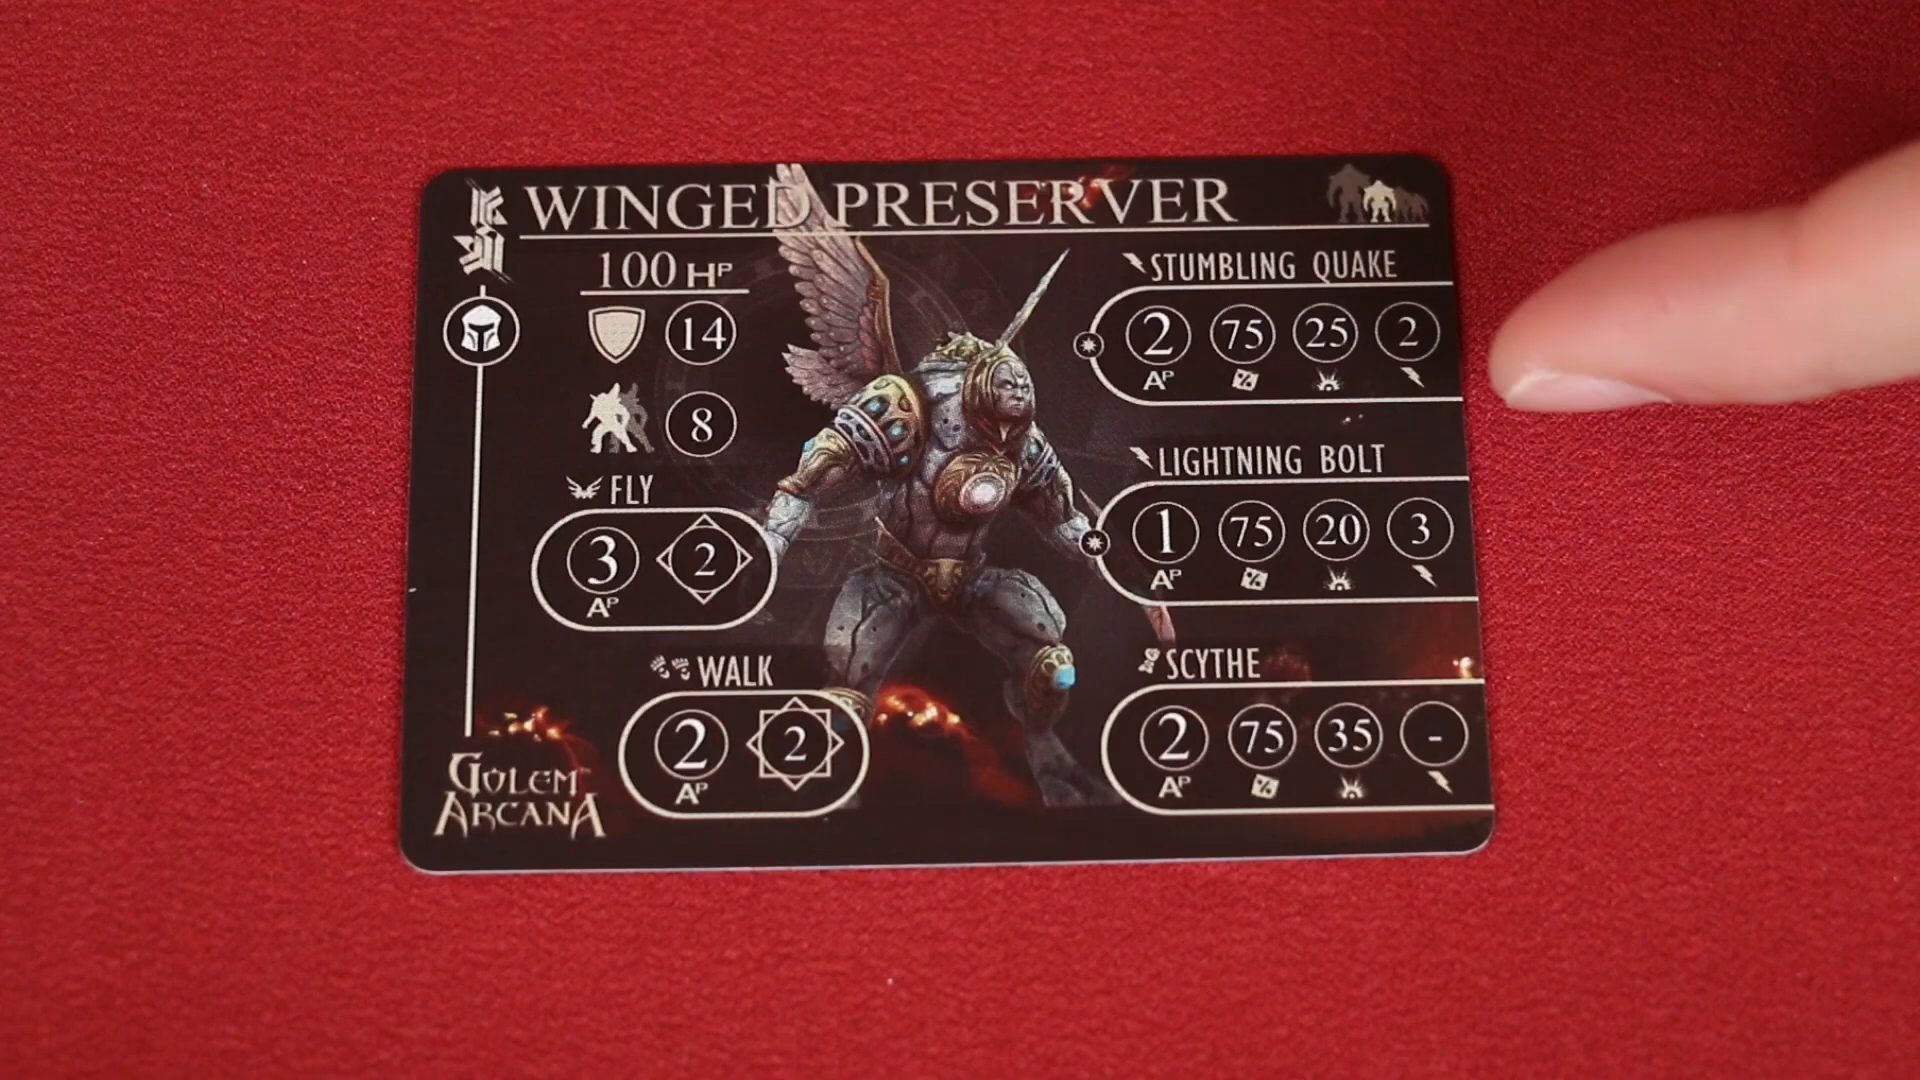 WINGED PRESERVER
100 HP
14
8
FLY
3 2
AP
WALK
2 2
AP
STUMBLING QUAKE
2 75 25 2
AP
LIGHTNING BOLT
1 75 20 3
AP
SCYTHE
2 75 35 -
AP
GOLEM
ARCANA